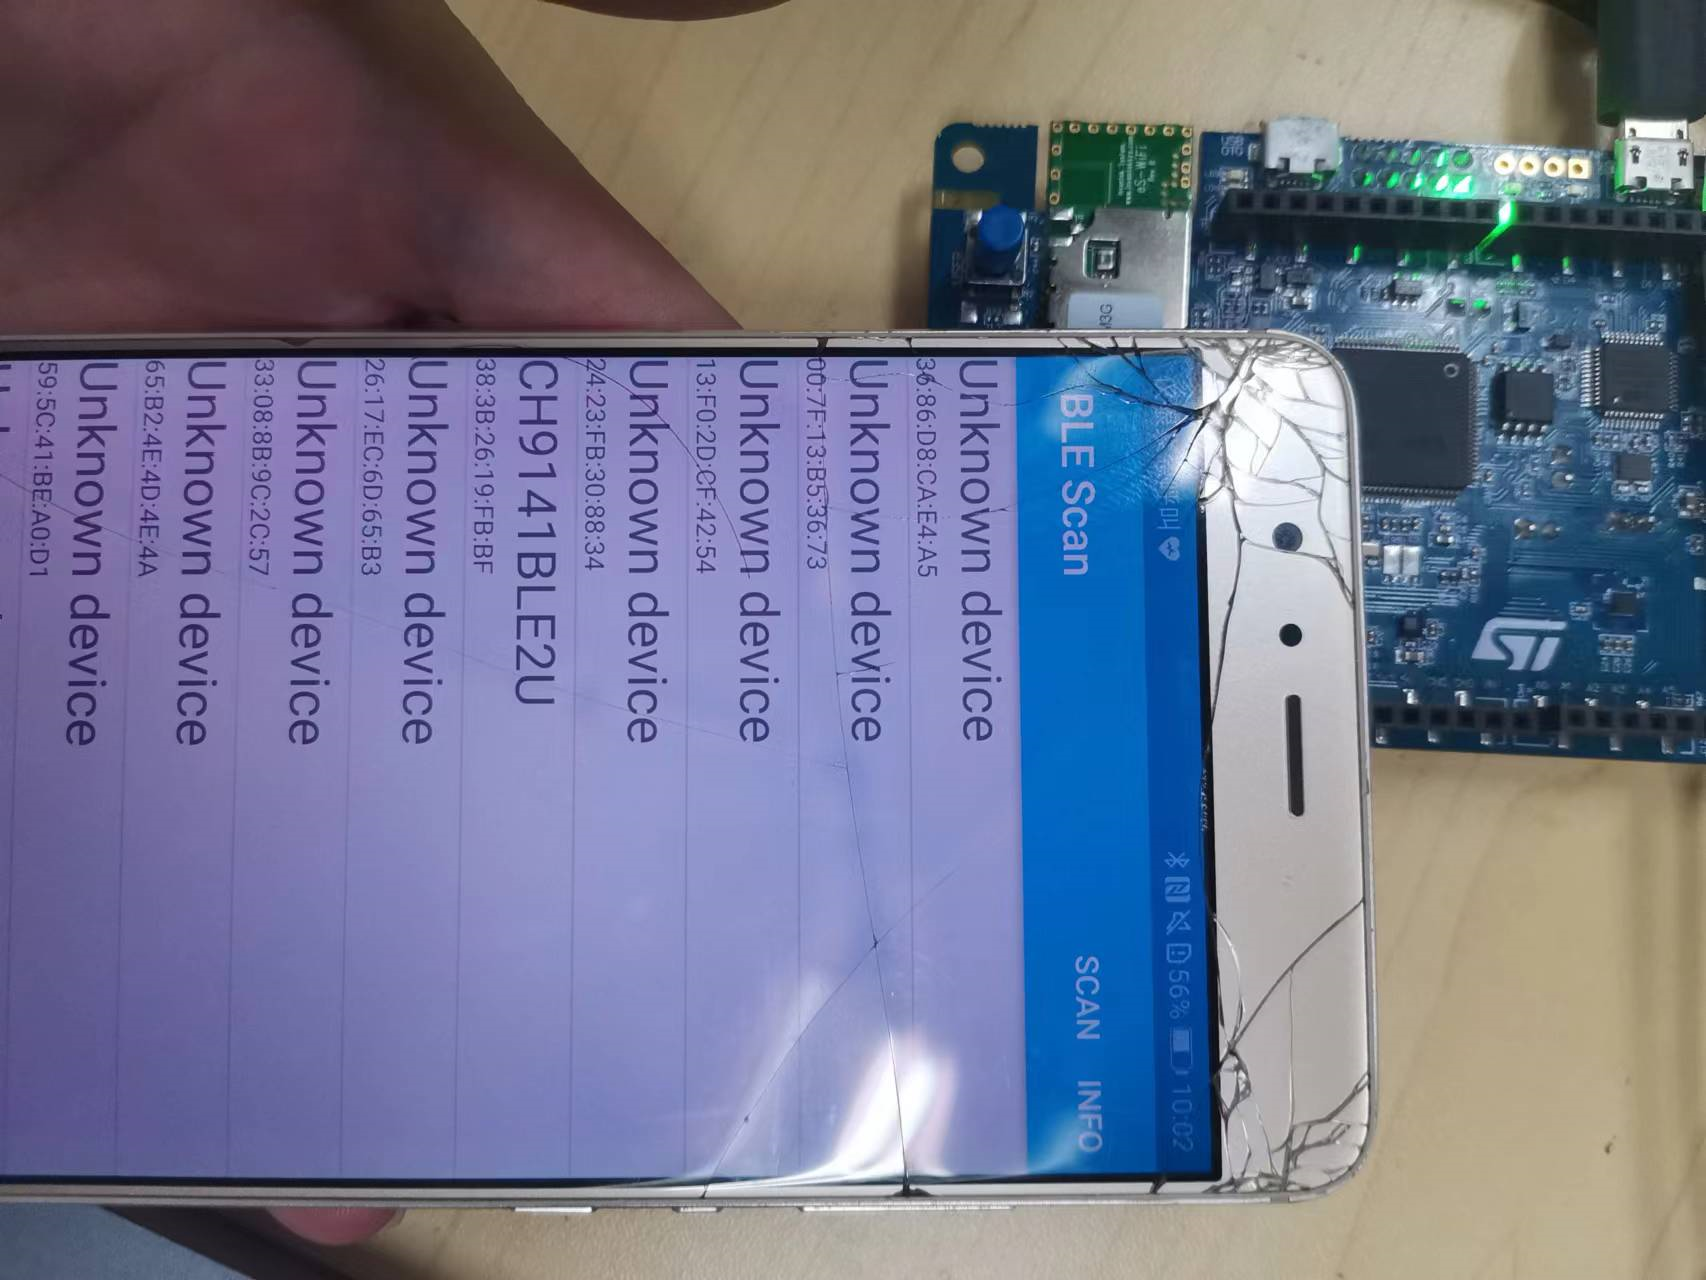 56% 10:02
BLE Scan SCAN INFO
Unknown device
36:86:D8:CA:E4:A5
Unknown device
00:7F:13:B5:36:73
Unknown device
13:F0:2D:CF:42:54
Unknown device
24:23:FB:30:88:34
CH9141BLE2U
38:3B:26:19:FB:BF
Unknown device
26:17:EC:6D:65:B3
Unknown device
33:08:8B:9C:2C:57
Unknown device
65:B2:4E:4D:4E:4A
Unknown device
59:5C:41:BE:A0:D1
ST